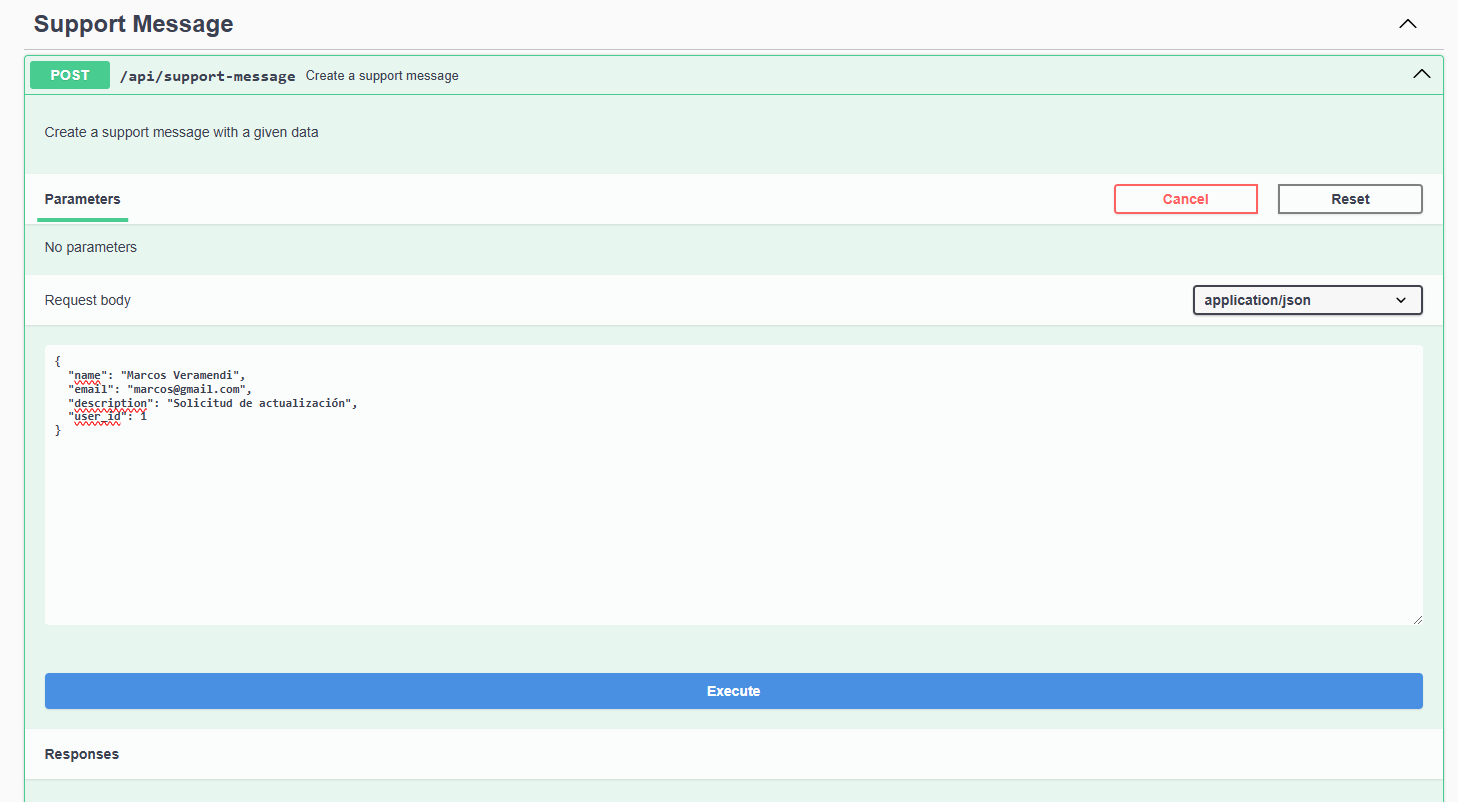 Support Message
POST /api/support-message Create a support message
Create a support message with a given data
Parameters Cancel Reset
No parameters
Request body application/json
{
"name": "Marcos Veramendi",
"email": "marcos@gmail.com",
"description": "Solicitud de actualización",
"user_id": 1
}
Execute
Responses